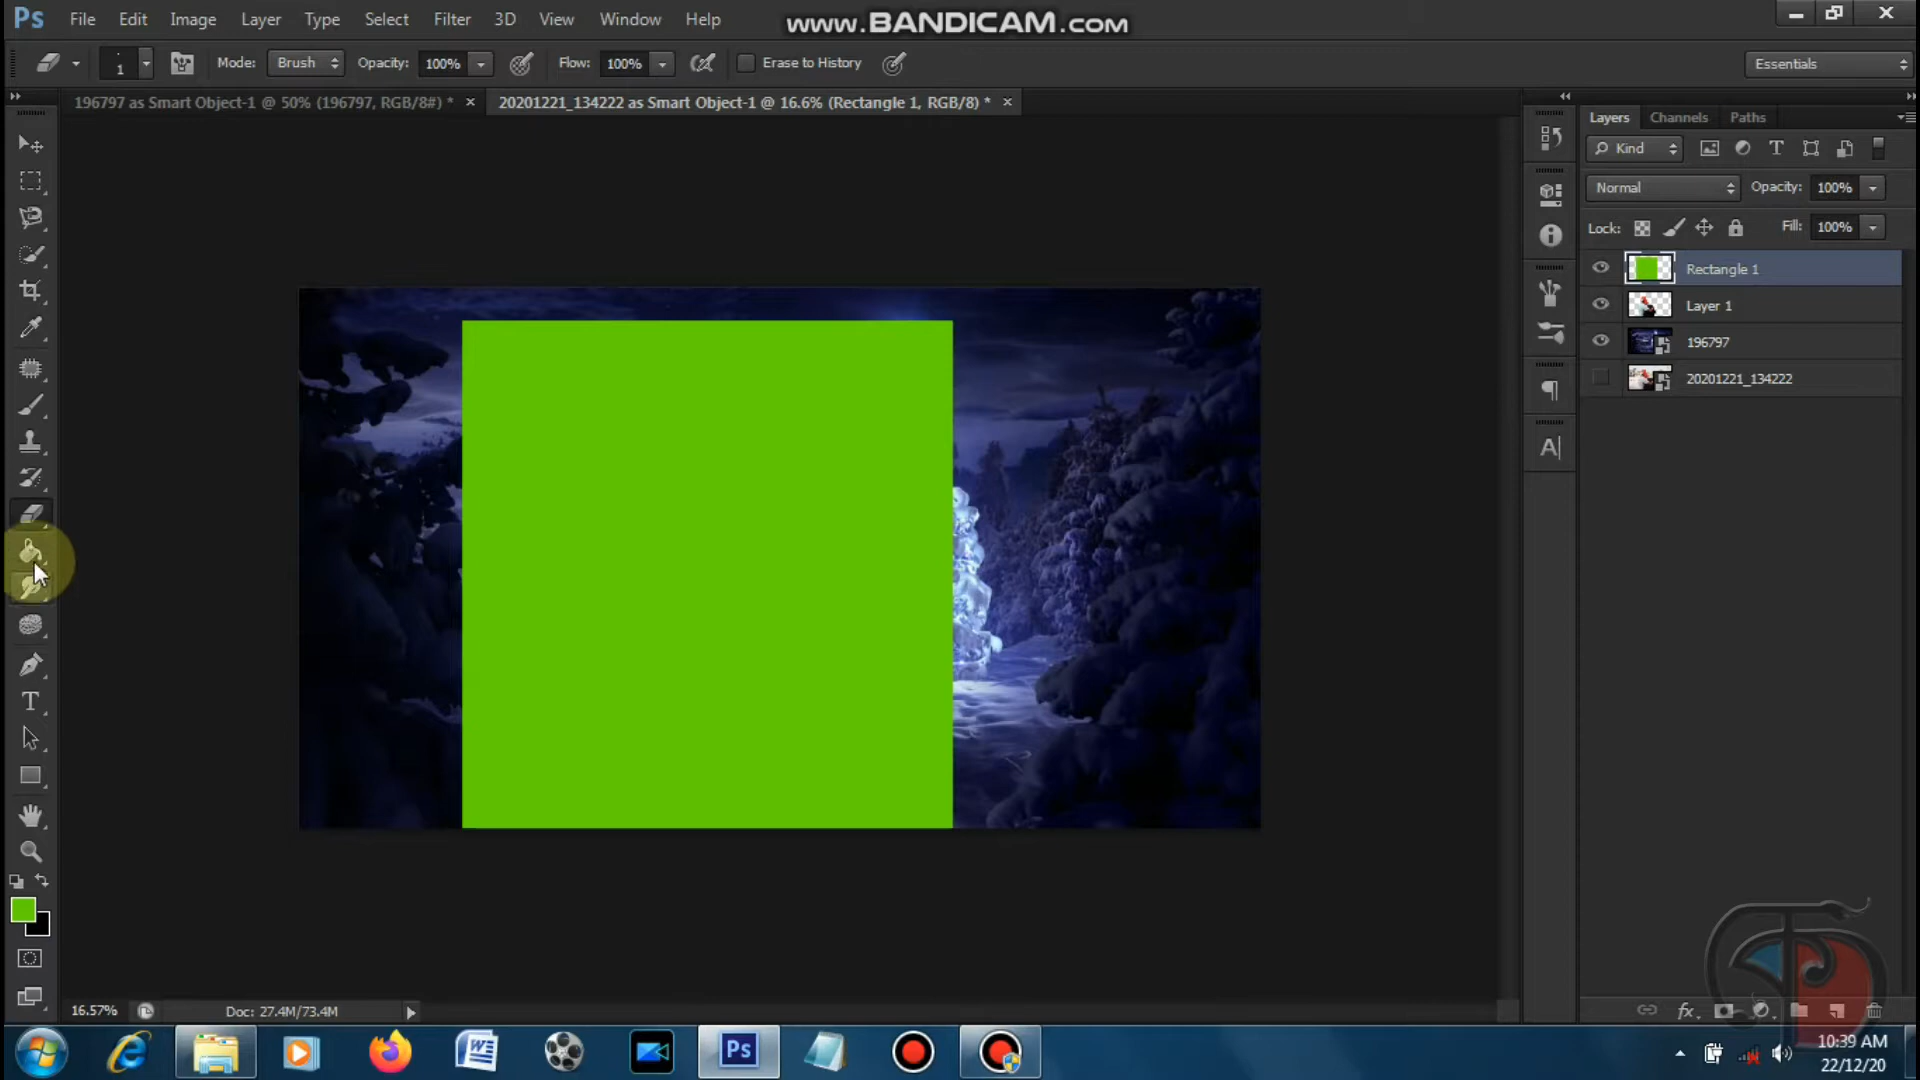 Ps File Edit Image Layer Type Select Filter 3D View Window Help
www.BANDICAM.com
1 Mode: Brush Opacity: 100% Flow: 100% Erase to History Essentials
196797 as Smart Object-1 @ 50% (196797, RGB/8#) * × 20201221_134222 as Smart Object-1 @ 16.6% (Rectangle 1, RGB/8) * ×
Layers Channels Paths
Kind
Normal Opacity: 100%
Lock: Fill: 100%
Rectangle 1
Layer 1
196797
20201221_134222
16.57% Doc: 27.4M/73.4M
10:39 AM
22/12/20